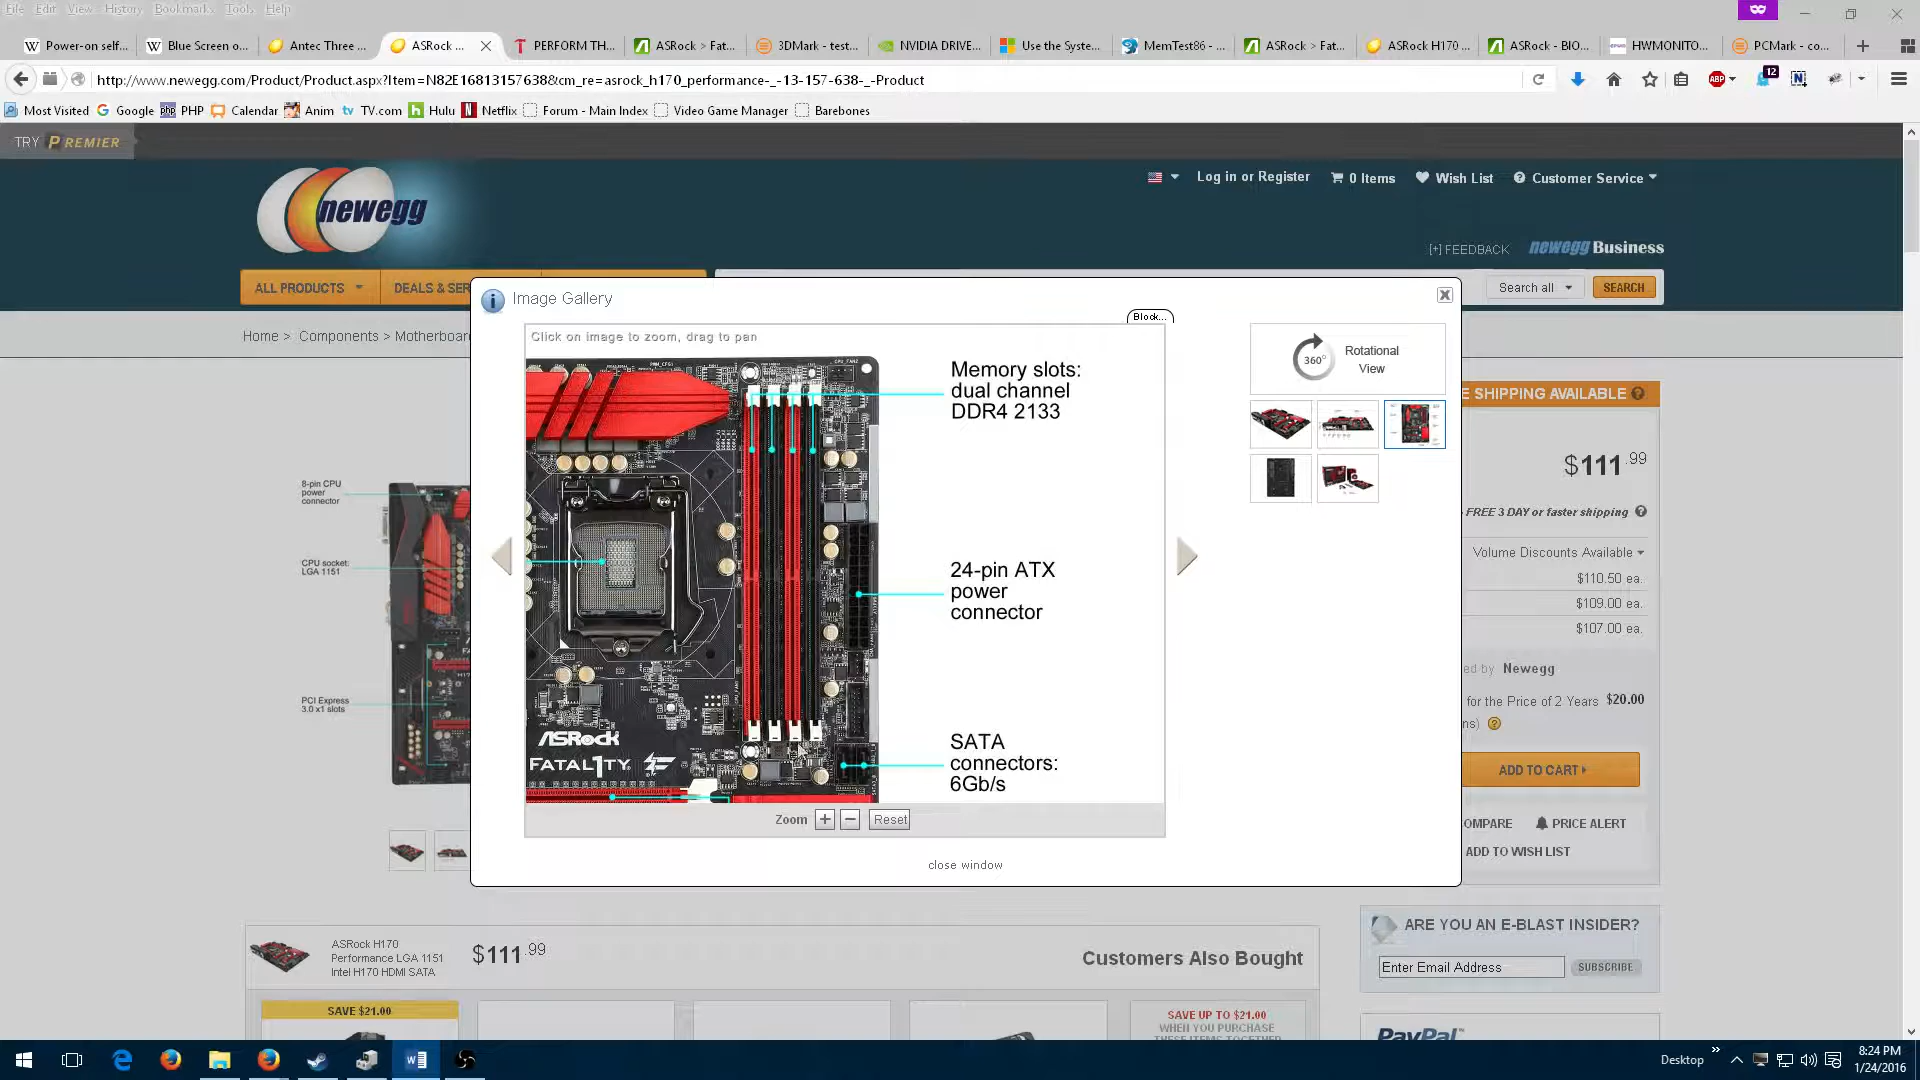 File Edit View History Bookmarks Tools Help
Power-on self...
Blue Screen o...
Antec Three ...
ASRock ...
PERFORM TH...
ASRock > Fat...
3DMark - test...
NVIDIA DRIVE...
Use the Syste...
MemTest86 - ...
ASRock > Fat...
ASRock H170 ...
ASRock - BIO...
HWMONITO...
PCMark - co...
http://www.newegg.com/Product/Product.aspx?Item=N82E16813157638&cm_re=asrock_h170_performance-_-13-157-638-_-Product
ABP
12
Most Visited Google PHP Calendar Anim TV.com Hulu Netflix Forum - Main Index Video Game Manager Barebones
TRY PREMIER
newegg
Log in or Register
0 Items
Wish List
Customer Service
[+] FEEDBACK
newegg Business
ALL PRODUCTS
DEALS & SER
Search all
SEARCH
Home > Components > Motherboard
Image Gallery
Block...
Click on image to zoom, drag to pan
Memory slots:
dual channel
DDR4 2133
24-pin ATX
power
connector
SATA
connectors:
6Gb/s
ASRock
FATAL1TY
Zoom + − Reset
close window
360°
Rotational
View
8-pin CPU
power
connector
CPU socket:
LGA 1151
PCI Express
3.0 x1 slots
E SHIPPING AVAILABLE
$111.99
FREE 3 DAY or faster shipping
Volume Discounts Available
$110.50 ea.
$109.00 ea.
$107.00 ea.
ed by Newegg
for the Price of 2 Years $20.00
ns)
ADD TO CART
OMPARE
PRICE ALERT
ADD TO WISH LIST
ASRock H170
Performance LGA 1151
Intel H170 HDMI SATA
$111.99
Customers Also Bought
SAVE $21.00
SAVE UP TO $21.00
WHEN YOU PURCHASE
THESE ITEMS TOGETHER
ARE YOU AN E-BLAST INSIDER?
Enter Email Address
SUBSCRIBE
PayPal
Desktop
8:24 PM
1/24/2016